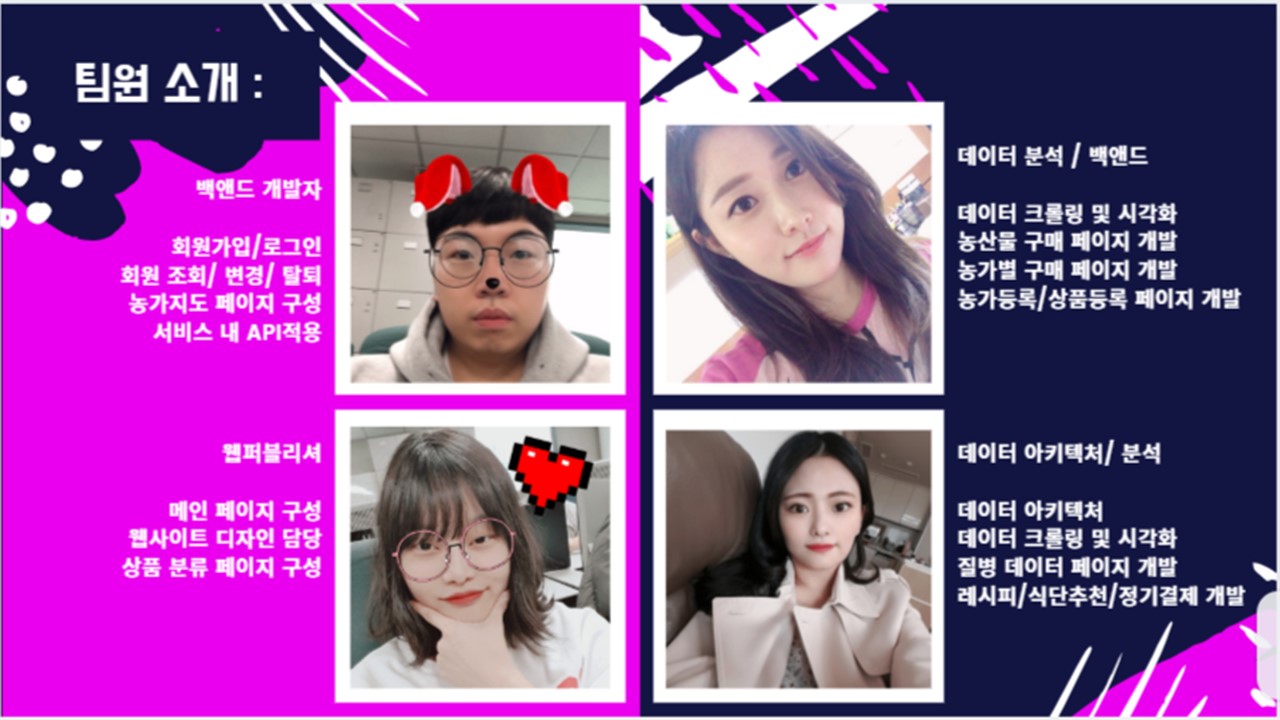 팀원 소개 :
백앤드 개발자
회원가입/로그인
회원 조회/ 변경/ 탈퇴
농가지도 페이지 구성
서비스 내 API적용
데이터 분석 / 백앤드
데이터 크롤링 및 시각화
농산물 구매 페이지 개발
농가별 구매 페이지 개발
농가등록/상품등록 페이지 개발
웹퍼블리셔
메인 페이지 구성
웹사이트 디자인 담당
상품 분류 페이지 구성
데이터 아키텍처/ 분석
데이터 아키텍처
데이터 크롤링 및 시각화
질병 데이터 페이지 개발
레시피/식단추천/정기결제 개발